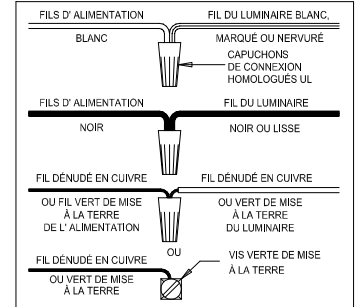 FILS D' ALIMENTATION
FIL DU LUMINAIRE BLANC,
BLANC
MARQUÉ OU NERVURÉ
CAPUCHONS
DE CONNEXION
HOMOLOGUÉS UL
FILS D' ALIMENTATION
FIL DU LUMINAIRE
NOIR
NOIR OU LISSE
FIL DÉNUDÉ EN CUIVRE
FIL DÉNUDÉ EN CUIVRE
OU FIL VERT DE MISE
À LA TERRE
DE L' ALIMENTATION
OU VERT DE MISE
À LA TERRE
DU LUMINAIRE
OU
FIL DÉNUDÉ EN CUIVRE
OU VERT DE MISE
À LA TERRE
VIS VERTE DE MISE
À LA TERRE